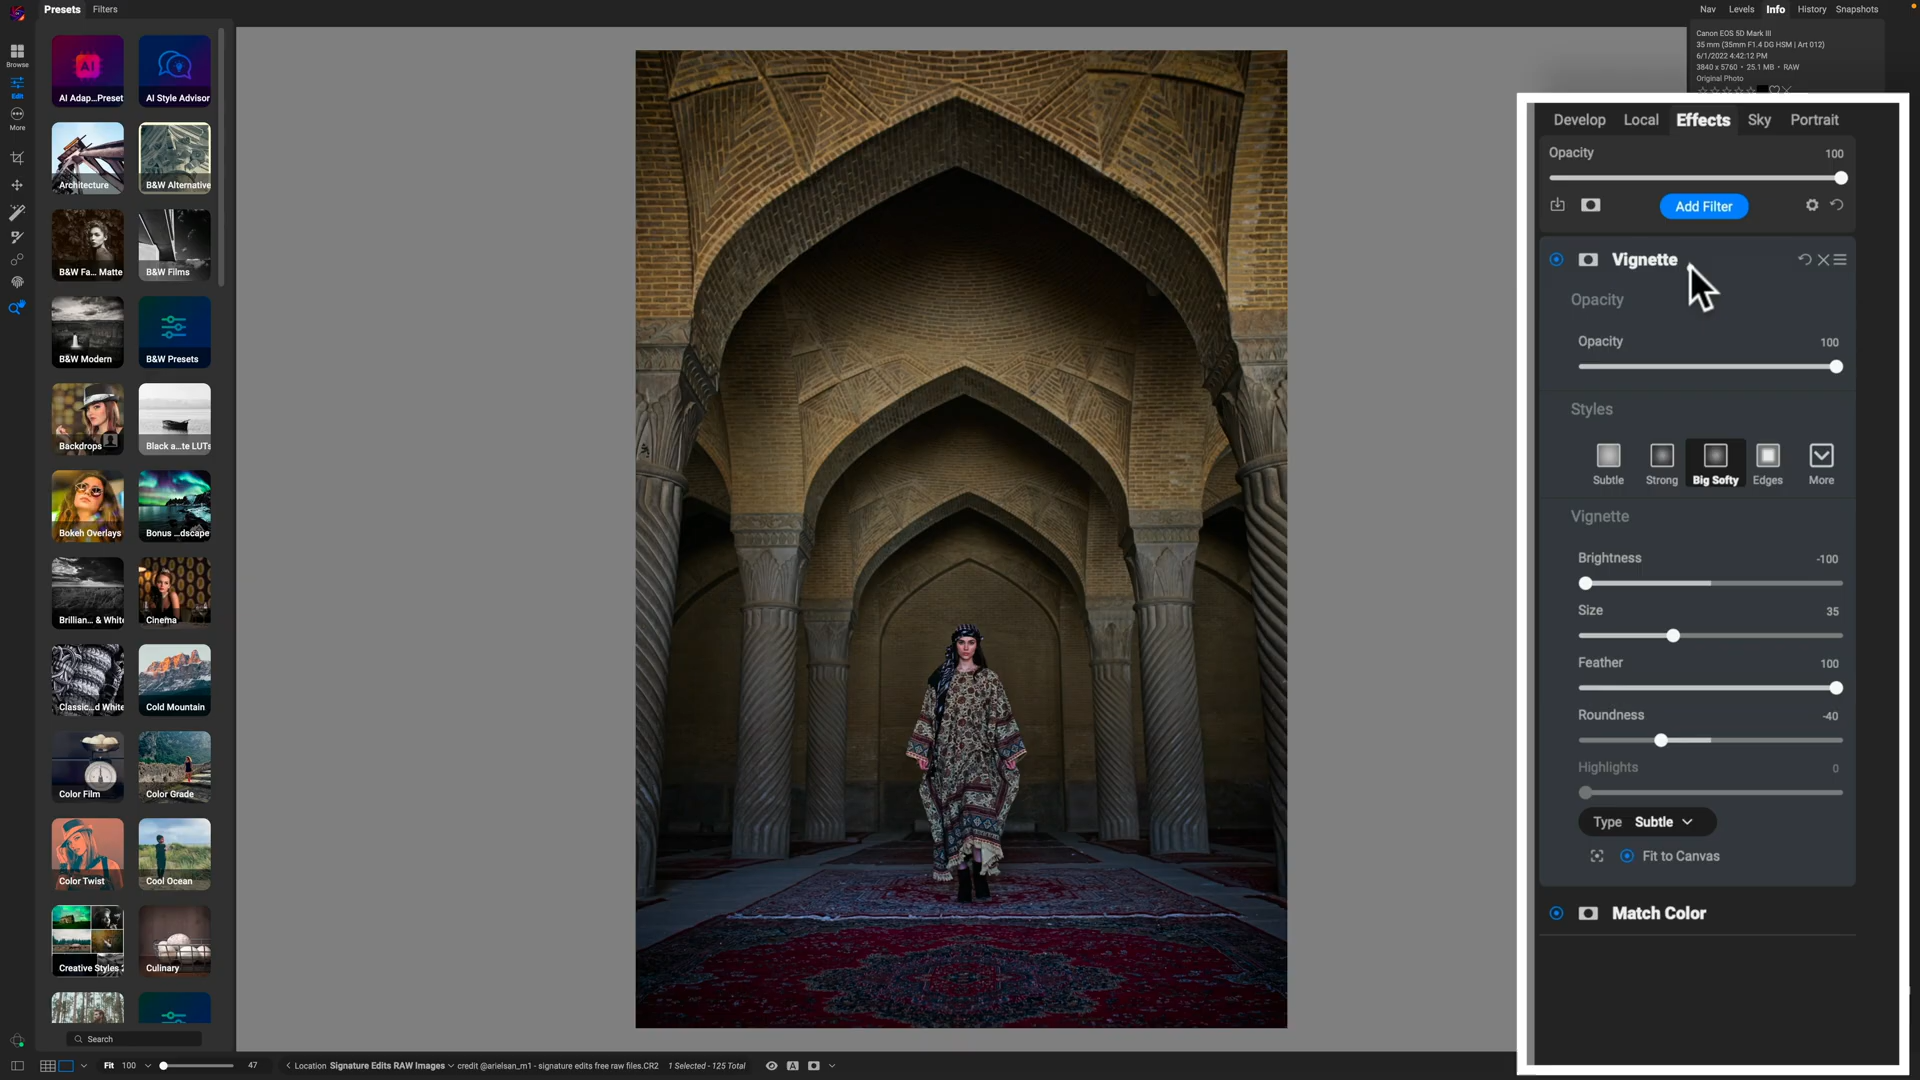 Presets Filters
Nav Levels Info History Snapshots
Canon EOS 5D Mark III
35 mm (35mm F1.4 DG HSM | Art 012)
6/1/2022 4:42:12 PM
3840 x 5760 • 25.1 MB • RAW
Original Photo
Browse
Edit
More
AI Adap...Preset
AI Style Advisor
Architecture
B&W Alternative
B&W Fa... Matte
B&W Films
B&W Modern
B&W Presets
Backdrops
Black a...te LUTs
Bokeh Overlays
Bonus ...dscape
Brillian... & White
Cinema
Classic...d White
Cold Mountain
Color Film
Color Grade
Color Twist
Cool Ocean
Creative Styles 2
Culinary
Search
Develop Local Effects Sky Portrait
Opacity 100
Add Filter
Vignette
Opacity
Opacity 100
Styles
Subtle Strong Big Softy Edges More
Vignette
Brightness -100
Size 35
Feather 100
Roundness -40
Highlights 0
Type Subtle
Fit to Canvas
Match Color
Fit 100 47 Location Signature Edits RAW Images credit @arielsan_m1 - signature edits free raw files.CR2 1 Selected - 125 Total A